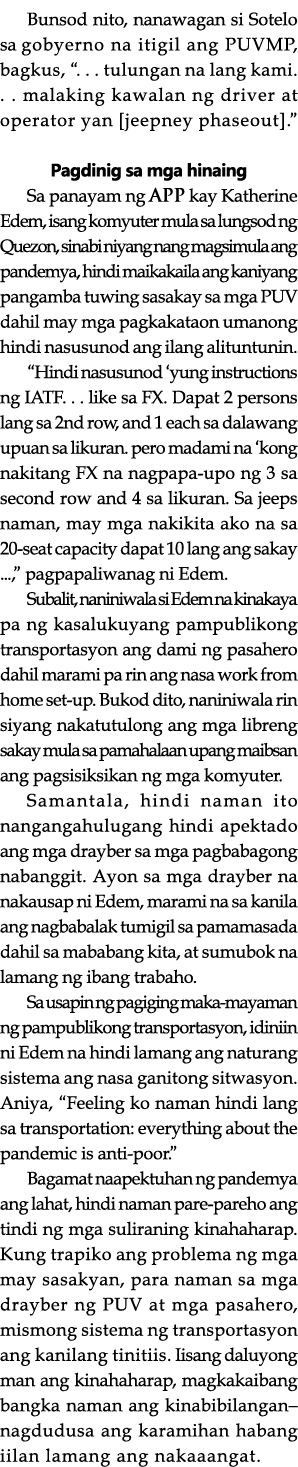 Bunsod nito, nanawagan si Sotelo
sa gobyerno na itigil ang PUVMP,
bagkus, “. . . tulungan na lang kami.
. . malaking kawalan ng driver at
operator yan [jeepney phaseout].”
Pagdinig sa mga hinaing
Sa panayam ng APP kay Katherine
Edem, isang komyuter mula sa lungsod ng
Quezon, sinabi niyang nang magsimula ang
pandemya, hindi maikakaila ang kaniyang
pangamba tuwing sasakay sa mga PUV
dahil may mga pagkakataon umanong
hindi nasusunod ang ilang alituntunin.
“Hindi nasusunod ‘yung instructions
ng IATF. . . like sa FX. Dapat 2 persons
lang sa 2nd row, and 1 each sa dalawang
upuan sa likuran. pero madami na ‘kong
nakitang FX na nagpapa-upo ng 3 sa
second row and 4 sa likuran. Sa jeeps
naman, may mga nakikita ako na sa
20-seat capacity dapat 10 lang ang sakay
...,” pagpapaliwanag ni Edem.
Subalit, naniniwala si Edem na kinakaya
pa ng kasalukuyang pampublikong
transportasyon ang dami ng pasahero
dahil marami pa rin ang nasa work from
home set-up. Bukod dito, naniniwala rin
siyang nakatutulong ang mga libreng
sakay mula sa pamahalaan upang maibsan
ang pagsisiksikan ng mga komyuter.
Samantala, hindi naman ito
nangangahulugang hindi apektado
ang mga drayber sa mga pagbabagong
nabanggit. Ayon sa mga drayber na
nakausap ni Edem, marami na sa kanila
ang nagbabalak tumigil sa pamamasada
dahil sa mababang kita, at sumubok na
lamang ng ibang trabaho.
Sa usapin ng pagiging maka-mayaman
ng pampublikong transportasyon, idiniin
ni Edem na hindi lamang ang naturang
sistema ang nasa ganitong sitwasyon.
Aniya, “Feeling ko naman hindi lang
sa transportation: everything about the
pandemic is anti-poor.”
Bagamat naapektuhan ng pandemya
ang lahat, hindi naman pare-pareho ang
tindi ng mga suliraning kinahaharap.
Kung trapiko ang problema ng mga
may sasakyan, para naman sa mga
drayber ng PUV at mga pasahero,
mismong sistema ng transportasyon
ang kanilang tinitiis. Iisang daluyong
man ang kinahaharap, magkakaibang
bangka naman ang kinabibilangan–
nagdudusa ang karamihan habang
iilan lamang ang nakaaangat.